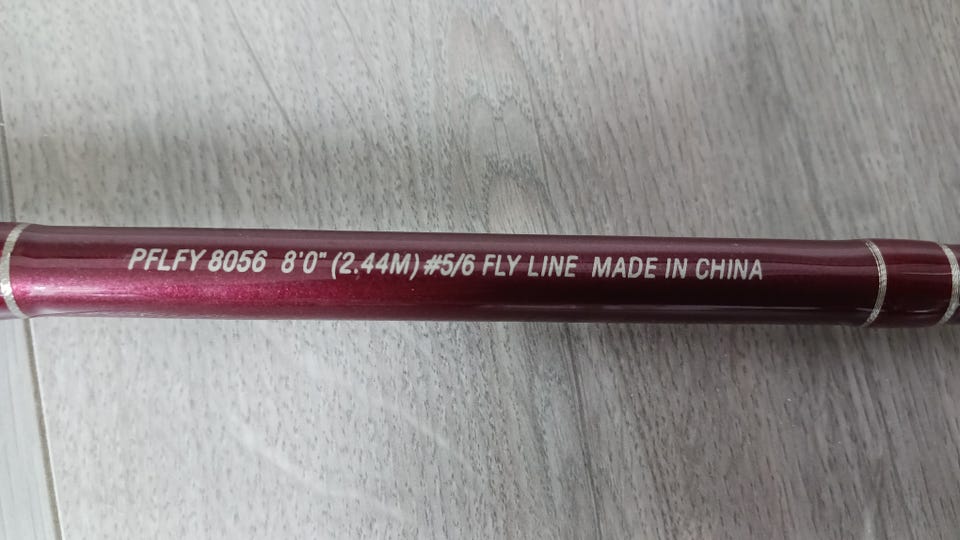 PFLFY 8056 8'0" (2.44M) #5/6 FLY LINE MADE IN CHINA